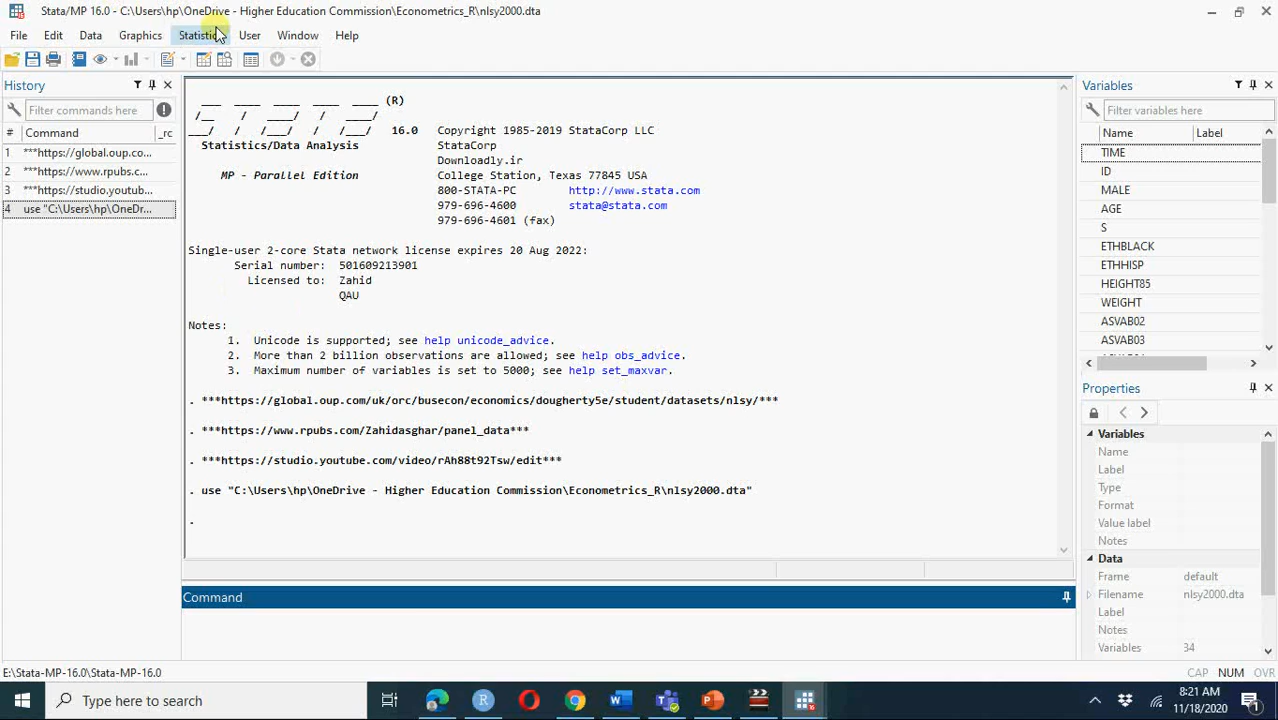 Stata/MP 16.0 - C:\Users\hp\OneDrive - Higher Education Commission\Econometrics_R\nlsy2000.dta
File Edit Data Graphics Statistics User Window Help
History
Filter commands here
# Command _rc
1 ***https://global.oup.co...
2 ***https://www.rpubs.c...
3 ***https://studio.youtub...
4 use "C:\Users\hp\OneDr...
(R)
16.0 Copyright 1985-2019 StataCorp LLC
Statistics/Data Analysis StataCorp
Downloadly.ir
MP - Parallel Edition College Station, Texas 77845 USA
800-STATA-PC http://www.stata.com
979-696-4600 stata@stata.com
979-696-4601 (fax)
Single-user 2-core Stata network license expires 20 Aug 2022:
Serial number: 501609213901
Licensed to: Zahid
QAU
Notes:
1. Unicode is supported; see help unicode_advice.
2. More than 2 billion observations are allowed; see help obs_advice.
3. Maximum number of variables is set to 5000; see help set_maxvar.
. ***https://global.oup.com/uk/orc/busecon/economics/dougherty5e/student/datasets/nlsy/***
. ***https://www.rpubs.com/Zahidasghar/panel_data***
. ***https://studio.youtube.com/video/rAh88t92Tsw/edit***
. use "C:\Users\hp\OneDrive - Higher Education Commission\Econometrics_R\nlsy2000.dta"
.
Command
Variables
Filter variables here
Name Label
TIME
ID
MALE
AGE
S
ETHBLACK
ETHHISP
HEIGHT85
WEIGHT
ASVAB02
ASVAB03
Properties
Variables
Name
Label
Type
Format
Value label
Notes
Data
Frame default
Filename nlsy2000.dta
Label
Notes
Variables 34
E:\Stata-MP-16.0\Stata-MP-16.0
CAP NUM OVR
Type here to search
8:21 AM
11/18/2020